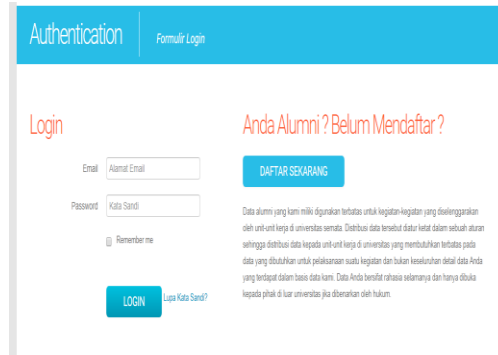 Authentication
Formulir Login
Login
Email
Alamat Email
Password
Kata Sandi
Remember me
LOGIN
Lupa Kata Sandi?
Anda Alumni ? Belum Mendaftar ?
DAFTAR SEKARANG
Data alumni yang kami miliki digunakan terbatas untuk kegiatan-kegiatan yang diselenggarakan
oleh unit-unit kerja di universitas semata. Distribusi data tersebut diatur ketat dalam sebuah aturan
sehingga distribusi data kepada unit-unit kerja di universitas yang membutuhkan terbatas pada
data yang dibutuhkan untuk pelaksanaan suatu kegiatan dan bukan keseluruhan detail data Anda
yang terdapat dalam basis data kami. Data Anda bersifat rahasia selamanya dan hanya dibuka
kepada pihak di luar universitas jika dibenarkan oleh hukum.